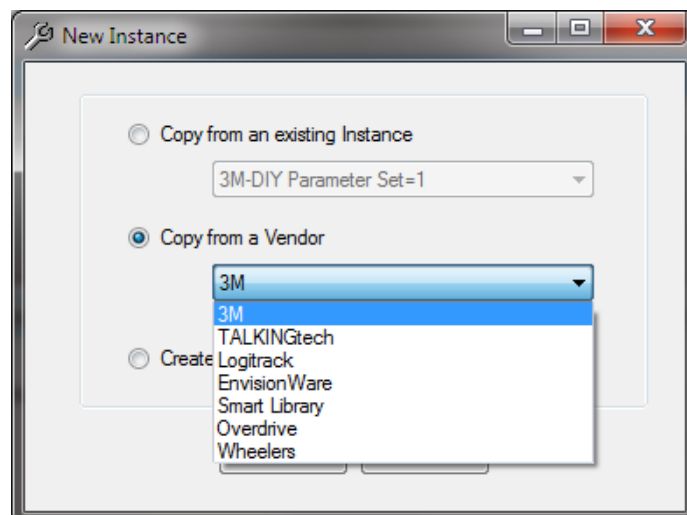 New Instance
Copy from an existing Instance
3M-DIY Parameter Set=1
Copy from a Vendor
3M
3M
TALKINGtech
Logitrack
Create
EnvisionWare
Smart Library
Overdrive
Wheelers